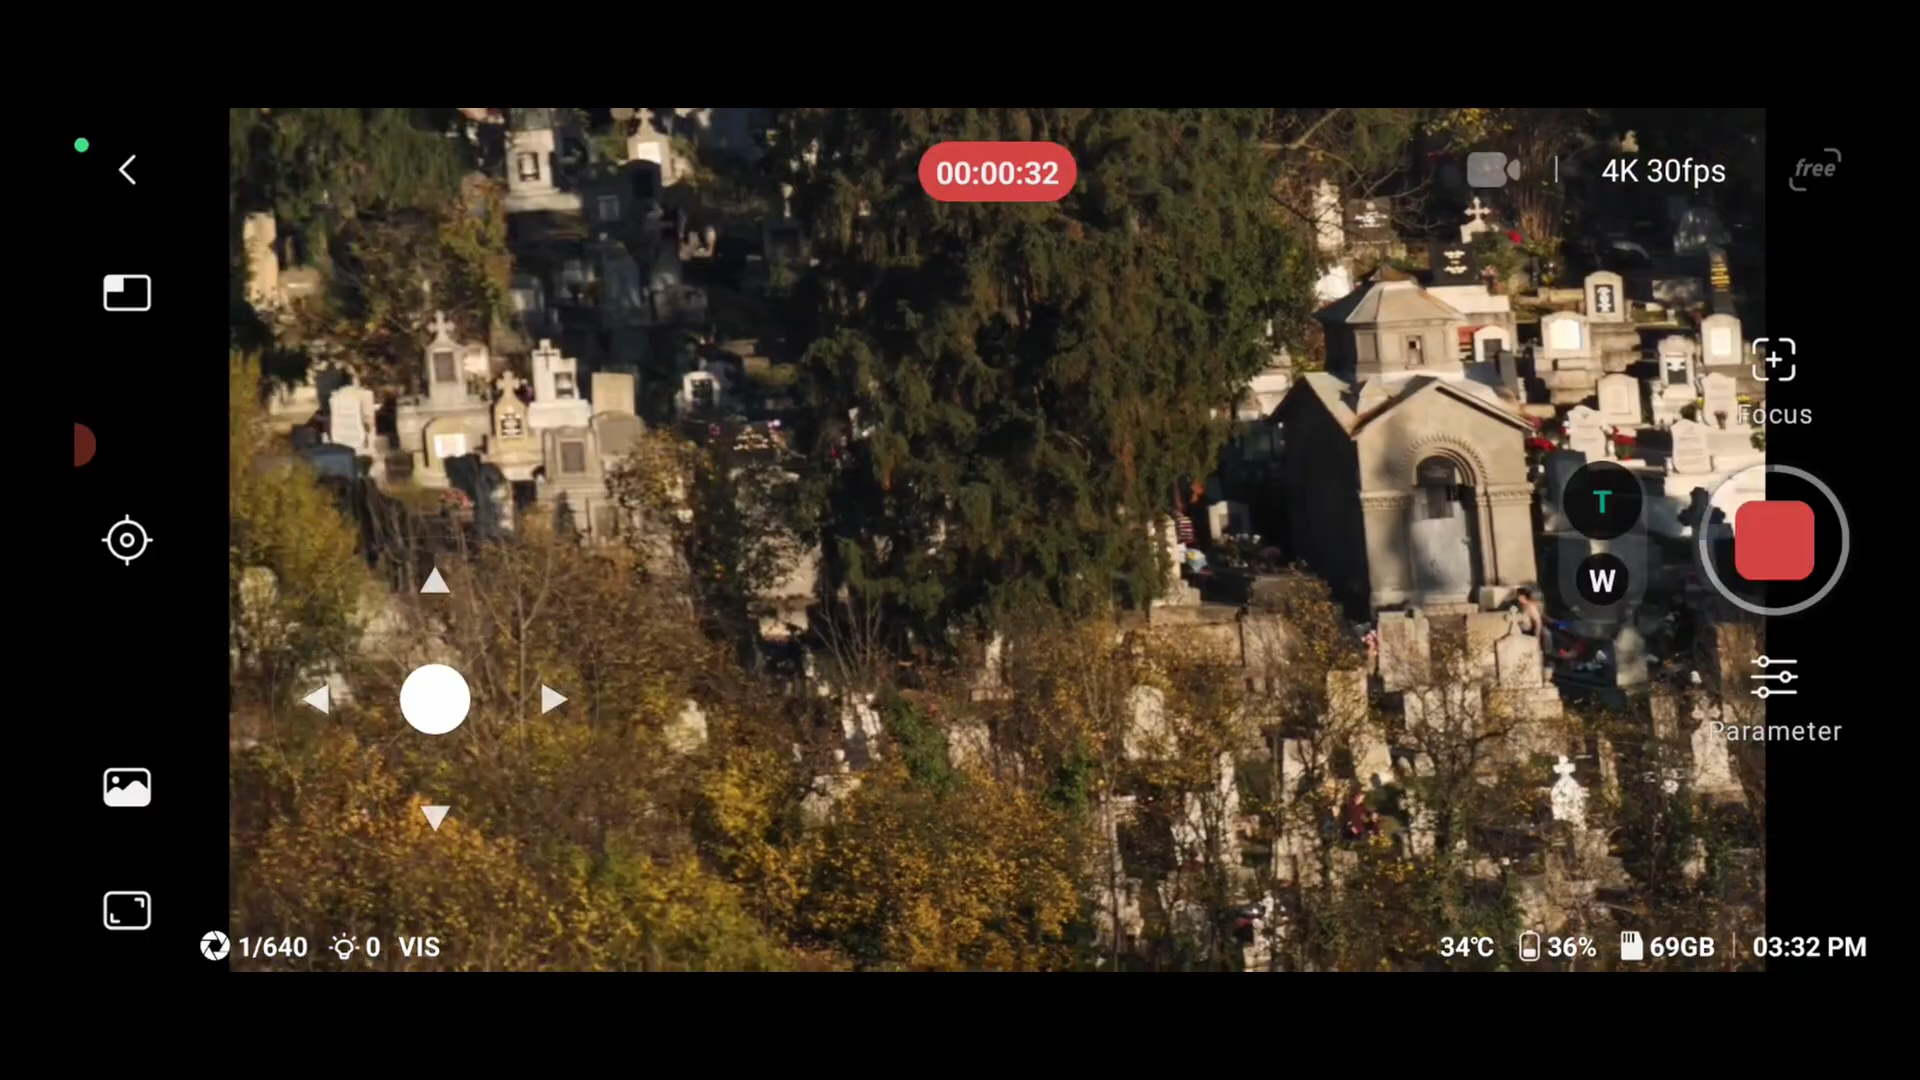 00:00:32
4K 30fps
free
Focus
T
W
Parameter
1/640 0 VIS
34℃ 36% 69GB 03:32 PM